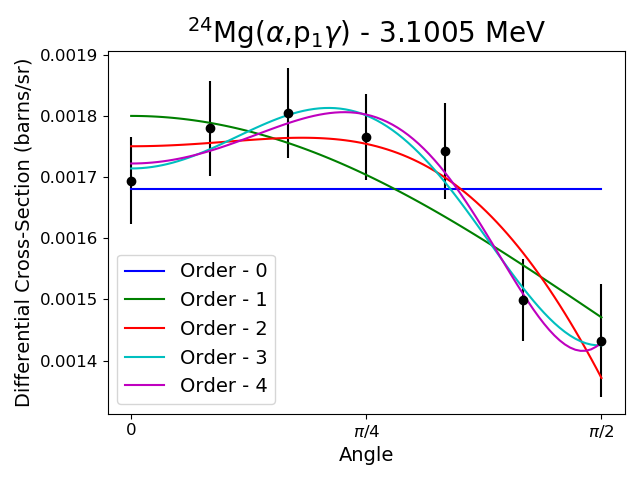 ²⁴Mg(α,p₁γ) - 3.1005 MeV
Differential Cross-Section (barns/sr)
0.0019
0.0018
0.0017
0.0016
0.0015
0.0014
Order - 0
Order - 1
Order - 2
Order - 3
Order - 4
0 π/4 π/2
Angle